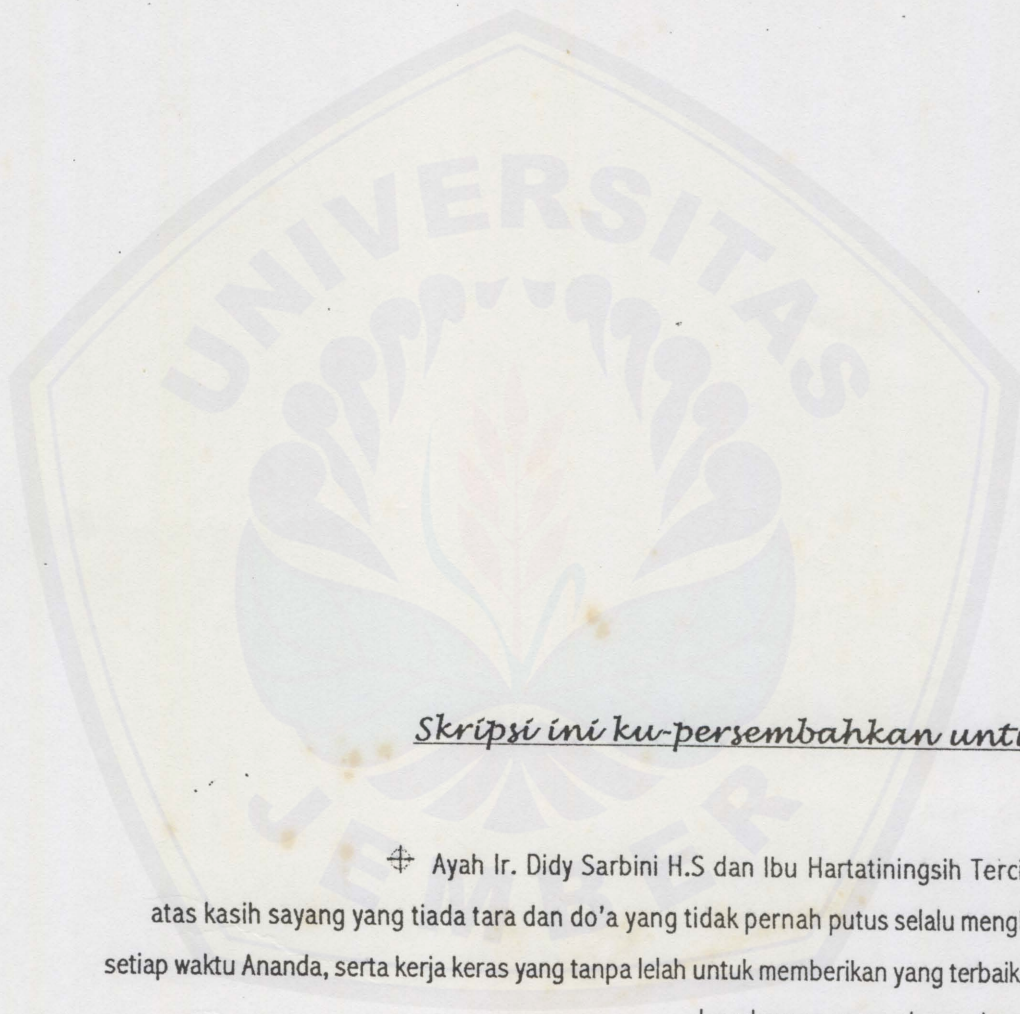 UNIVERSITAS
Skripsi ini ku-persembahkan
Ayah Ir. Didy Sarbini H.S dan Ibu Hartatiningsih
atas kasih sayang yang tiada tara dan do'a yang tidak pernah putus selalu
setiap waktu Ananda, serta kerja keras yang tanpa lelah untuk memberikan yang terbaik
JEMBER